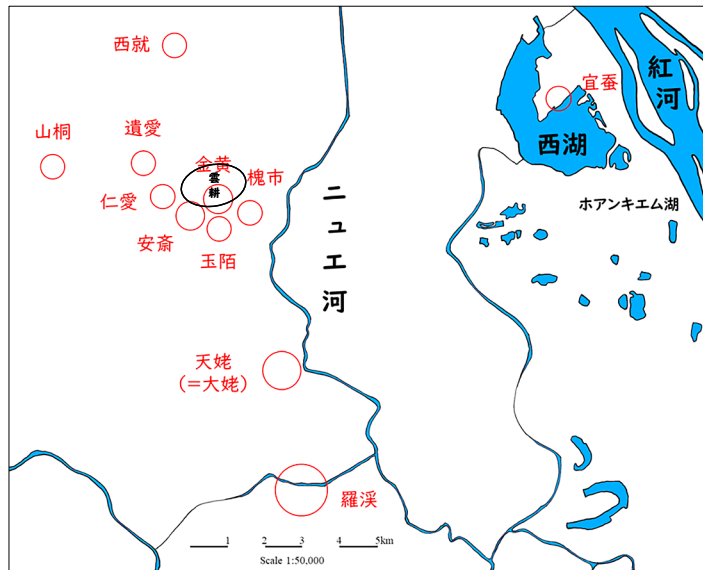 西就
紅河
宜蚕
山桐
遺愛
西湖
金黄
槐市
雲耕
仁愛
ニュエ河
ホアンキエム湖
安斎
玉陌
天姥
(＝大姥)
羅渓
1 2 3 4 5km
Scale 1:50,000